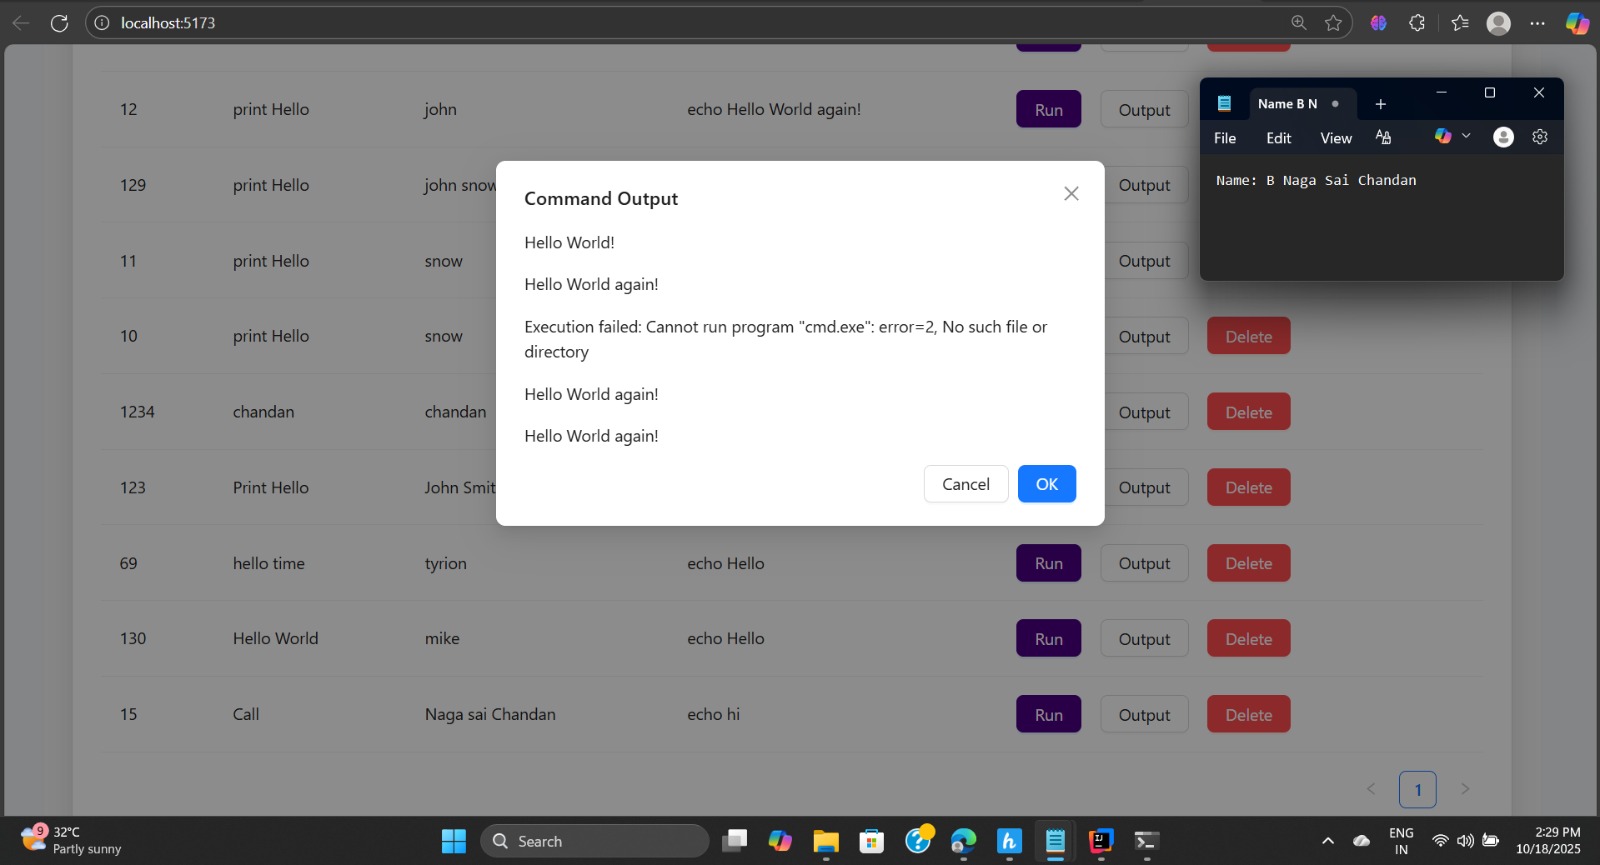 localhost:5173
12 print Hello john echo Hello World again! Run Output
129 print Hello john snow Output
11 print Hello snow Output
10 print Hello snow Output Delete
1234 chandan chandan Output Delete
123 Print Hello John Smit Output Delete
69 hello time tyrion echo Hello Run Output Delete
130 Hello World mike echo Hello Run Output Delete
15 Call Naga sai Chandan echo hi Run Output Delete
1
Command Output
Hello World!
Hello World again!
Execution failed: Cannot run program "cmd.exe": error=2, No such file or
directory
Hello World again!
Hello World again!
Cancel OK
Name B N
File Edit View
Name: B Naga Sai Chandan
9
32°C
Partly sunny
Search
ENG
IN
2:29 PM
10/18/2025